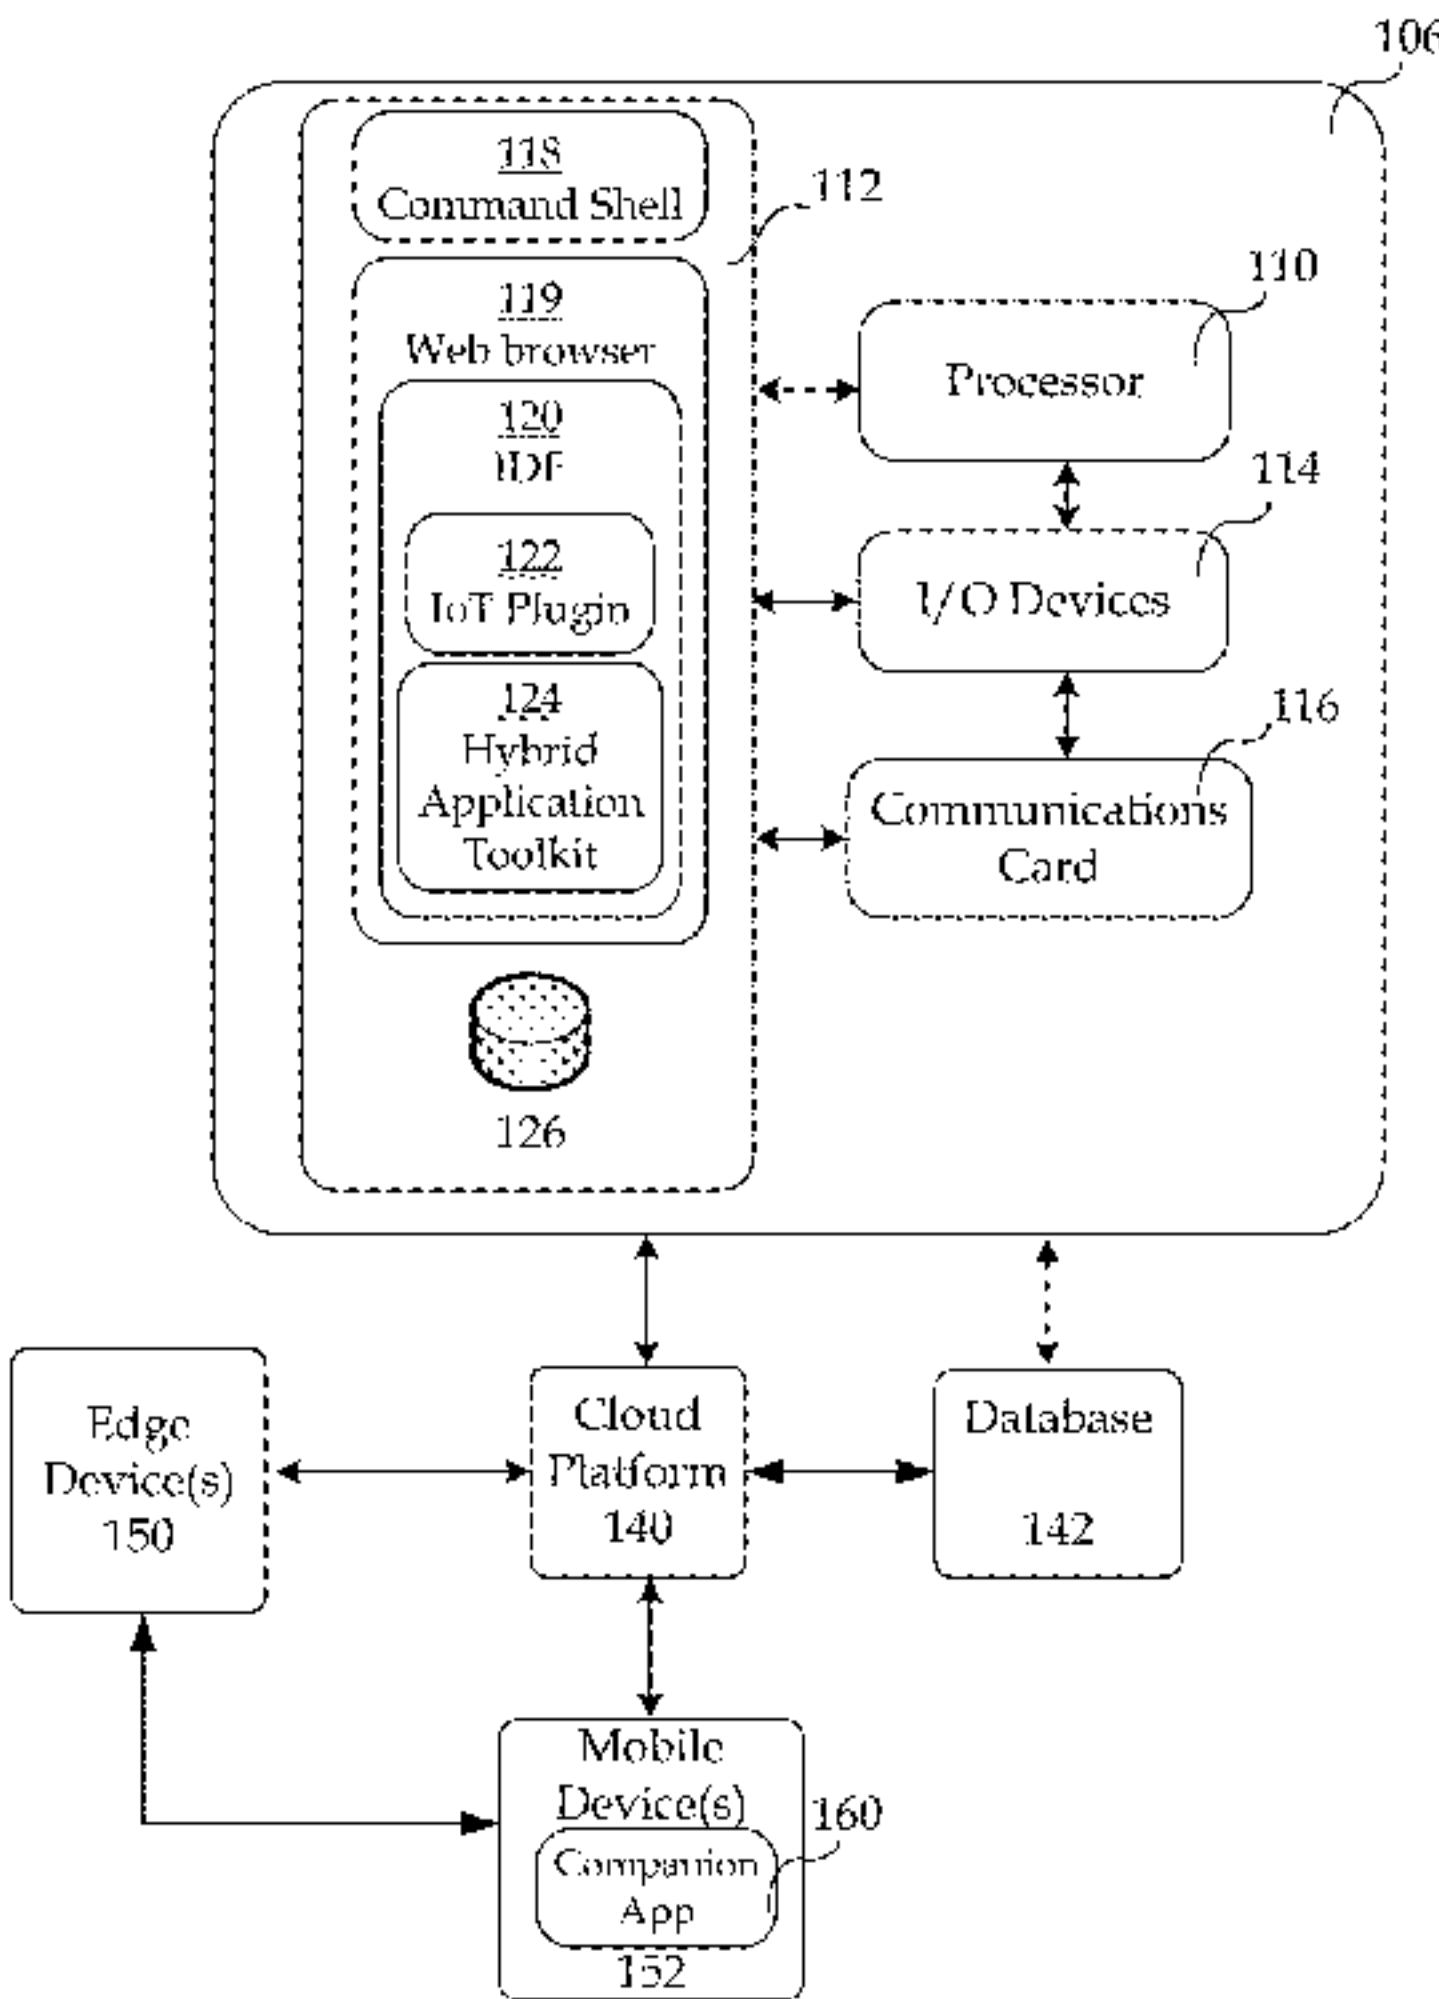 106
118
Command Shell
112
119
Web browser
110
Processor
120
IDE
114
I/O Devices
122
IoT Plugin
124
Hybrid
Application
Toolkit
116
Communications
Card
126
Edge
Device(s)
150
Cloud
Platform
140
Database
142
Mobile
Device(s)
160
Companion
App
152